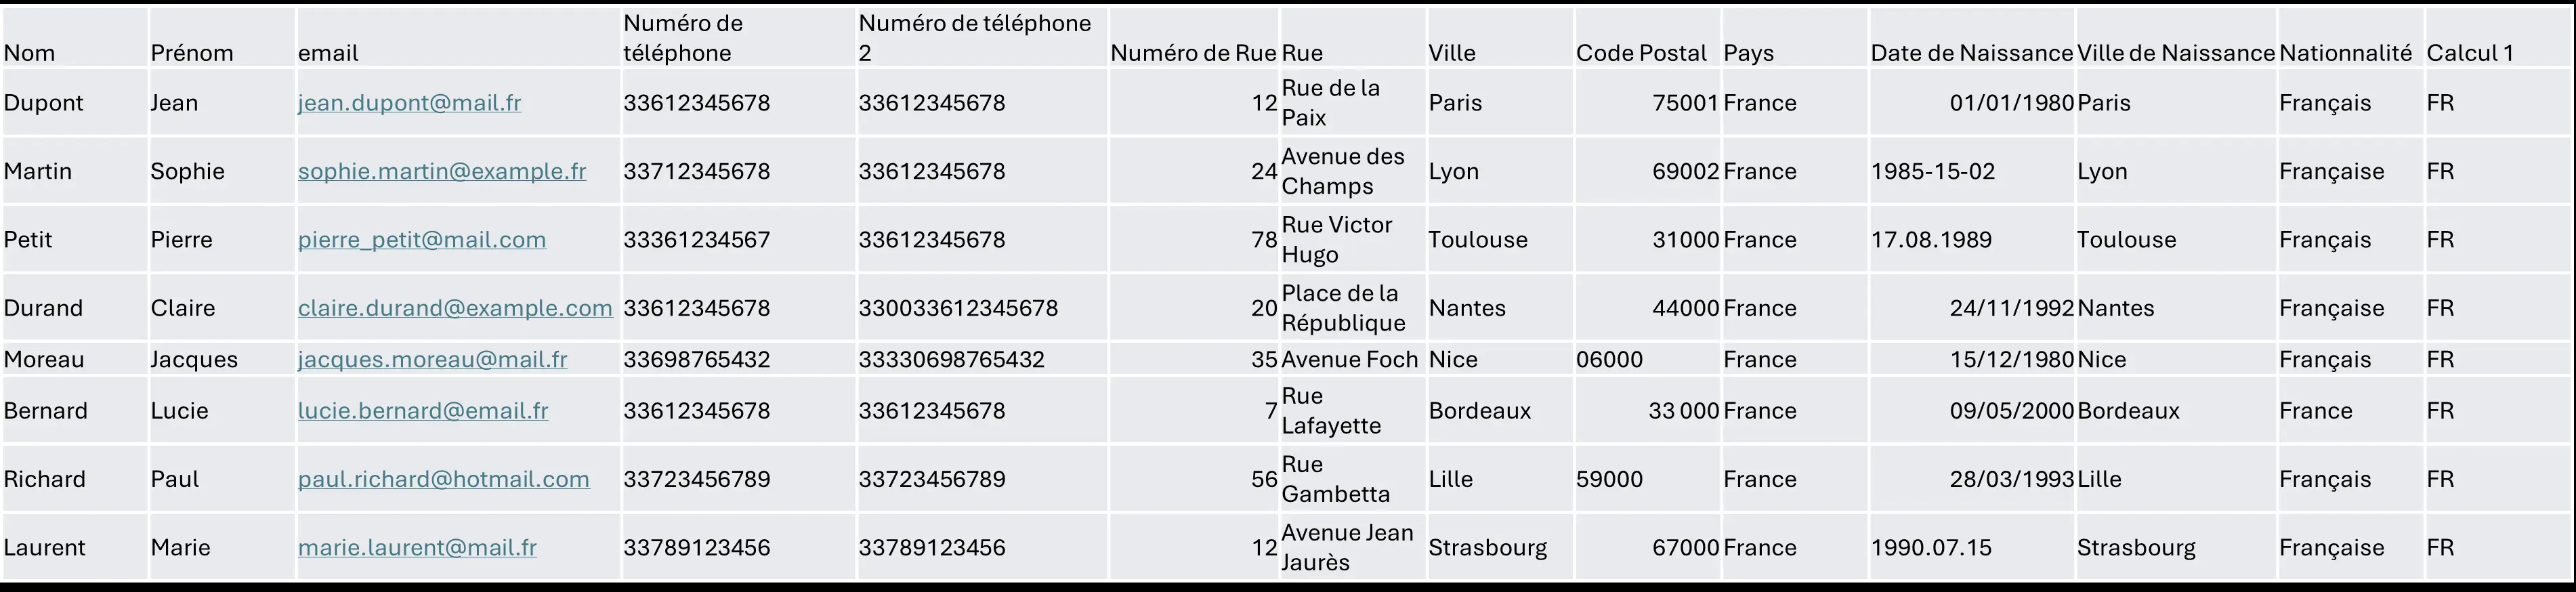 Nom Prénom email Numéro de téléphone Numéro de téléphone 2 Numéro de Rue Rue Ville Code Postal Pays Date de Naissance Ville de Naissance Nationnalité Calcul 1
Dupont Jean jean.dupont@mail.fr 33612345678 33612345678 12 Rue de la Paix Paris 75001 France 01/01/1980 Paris Français FR
Martin Sophie sophie.martin@example.fr 33712345678 33612345678 24 Avenue des Champs Lyon 69002 France 1985-15-02 Lyon Française FR
Petit Pierre pierre_petit@mail.com 33361234567 33612345678 78 Rue Victor Hugo Toulouse 31000 France 17.08.1989 Toulouse Français FR
Durand Claire claire.durand@example.com 33612345678 330033612345678 20 Place de la République Nantes 44000 France 24/11/1992 Nantes Française FR
Moreau Jacques jacques.moreau@mail.fr 33698765432 33330698765432 35 Avenue Foch Nice 06000 France 15/12/1980 Nice Français FR
Bernard Lucie lucie.bernard@email.fr 33612345678 33612345678 7 Rue Lafayette Bordeaux 33 000 France 09/05/2000 Bordeaux France FR
Richard Paul paul.richard@hotmail.com 33723456789 33723456789 56 Rue Gambetta Lille 59000 France 28/03/1993 Lille Français FR
Laurent Marie marie.laurent@mail.fr 33789123456 33789123456 12 Avenue Jean Jaurès Strasbourg 67000 France 1990.07.15 Strasbourg Française FR